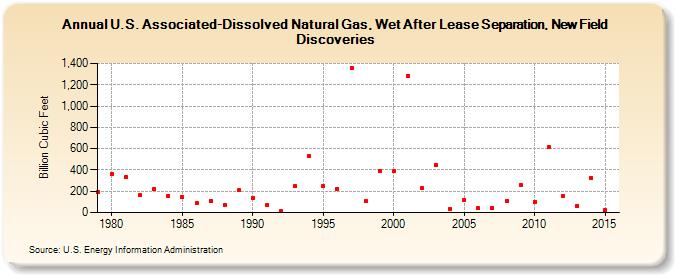 Annual U.S. Associated-Dissolved Natural Gas, Wet After Lease Separation, New Field
Discoveries
Billion Cubic Feet
1,400
1,200
1,000
800
600
400
200
0
1980 1985 1990 1995 2000 2005 2010 2015
Source: U.S. Energy Information Administration